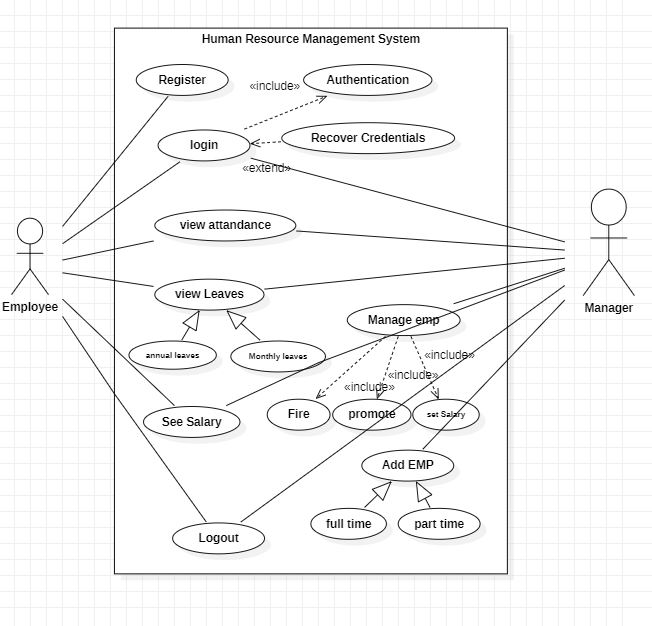 Human Resource Management System
Register
«include»
Authentication
login
Recover Credentials
«extend»
view attandance
Employee
Manager
view Leaves
Manage emp
annual leaves
Monthly leaves
«include»
«include»
«include»
See Salary
Fire
promote
set Salary
Add EMP
full time
part time
Logout